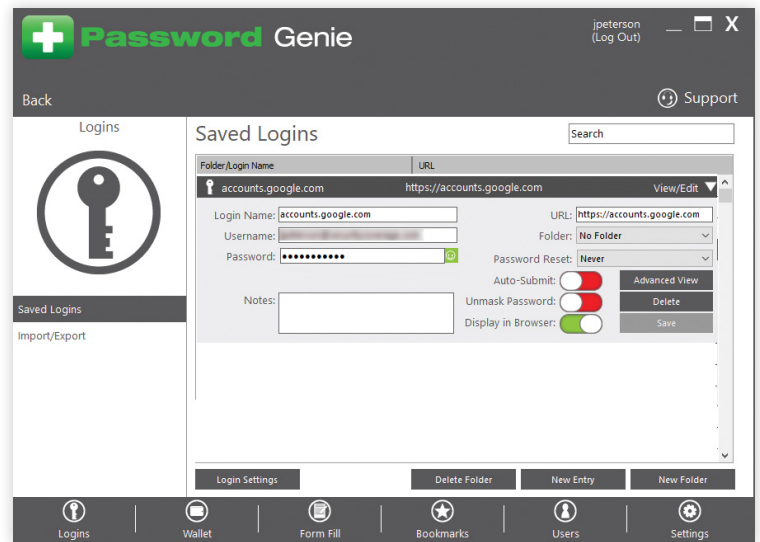 Password Genie
jpeterson
(Log Out)
X
Back
Support
Logins
Saved Logins
Search
Folder/Login Name URL
accounts.google.com https://accounts.google.com View/Edit
Login Name: accounts.google.com URL: https://accounts.google.com
Username: Folder: No Folder
Password: ••••••••••• Password Reset: Never
Auto-Submit: Advanced View
Notes: Unmask Password: Delete
Display in Browser: Save
Saved Logins
Import/Export
Login Settings Delete Folder New Entry New Folder
Logins Wallet Form Fill Bookmarks Users Settings